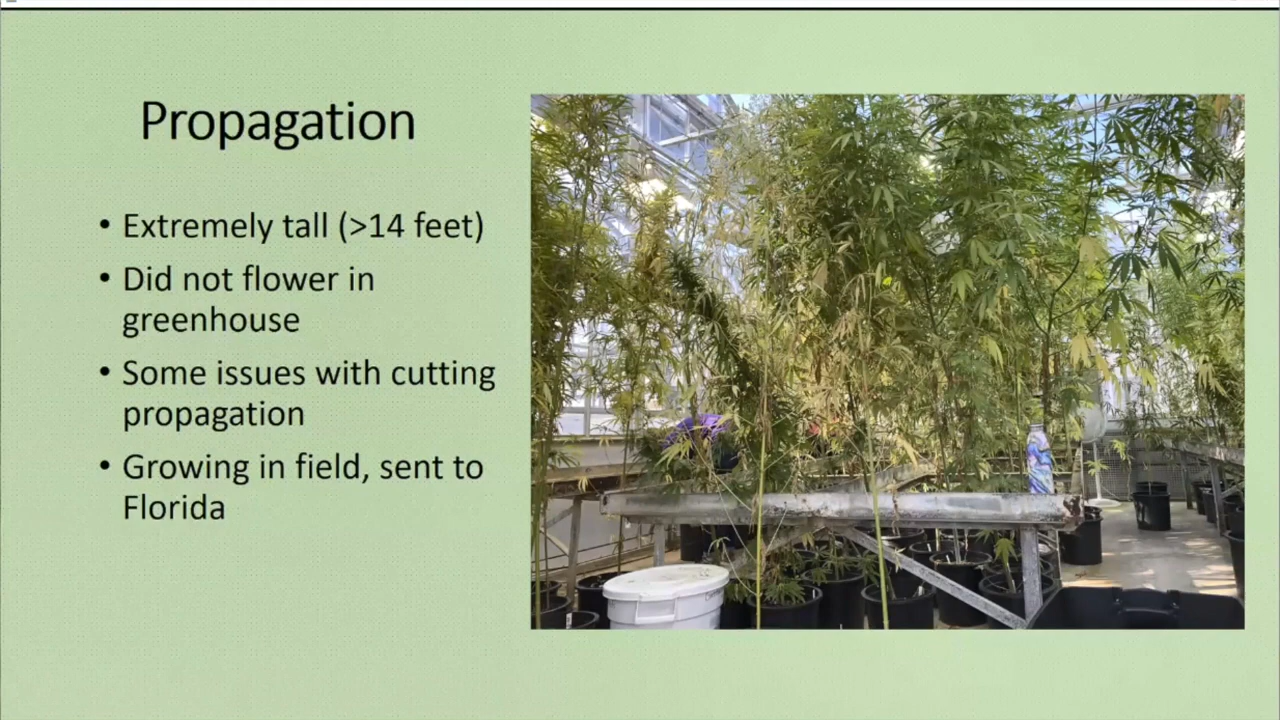 Propagation
• Extremely tall (>14 feet)
• Did not flower in
greenhouse
• Some issues with cutting
propagation
• Growing in field, sent to
Florida